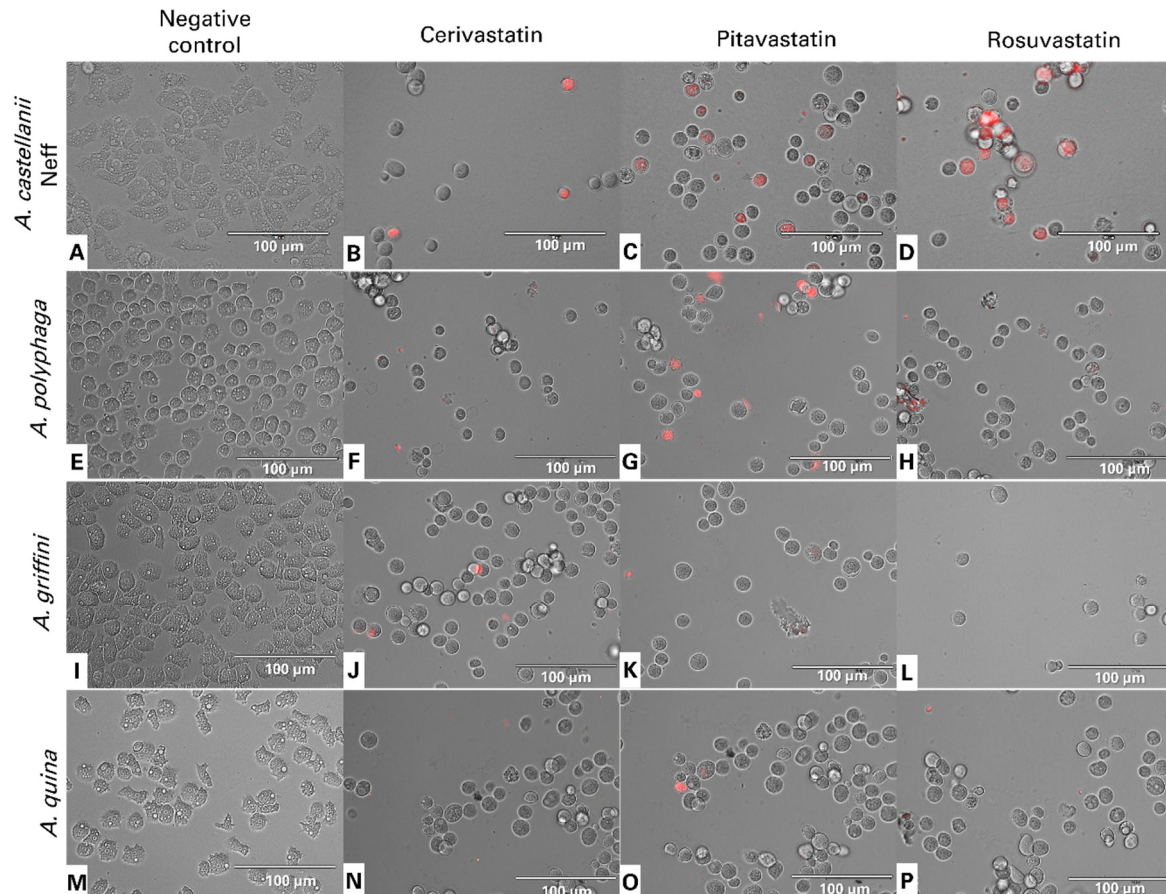 Negative
control
Cerivastatin
Pitavastatin
Rosuvastatin
A. castellanii
Neff
A
100 µm
B
100 µm
C
100 µm
D
100 µm
A. polyphaga
E
100 µm
F
100 µm
G
100 µm
H
100 µm
A. griffini
I
100 µm
J
100 µm
K
100 µm
L
100 µm
A. quina
M
100 µm
N
100 µm
O
100 µm
P
100 µm